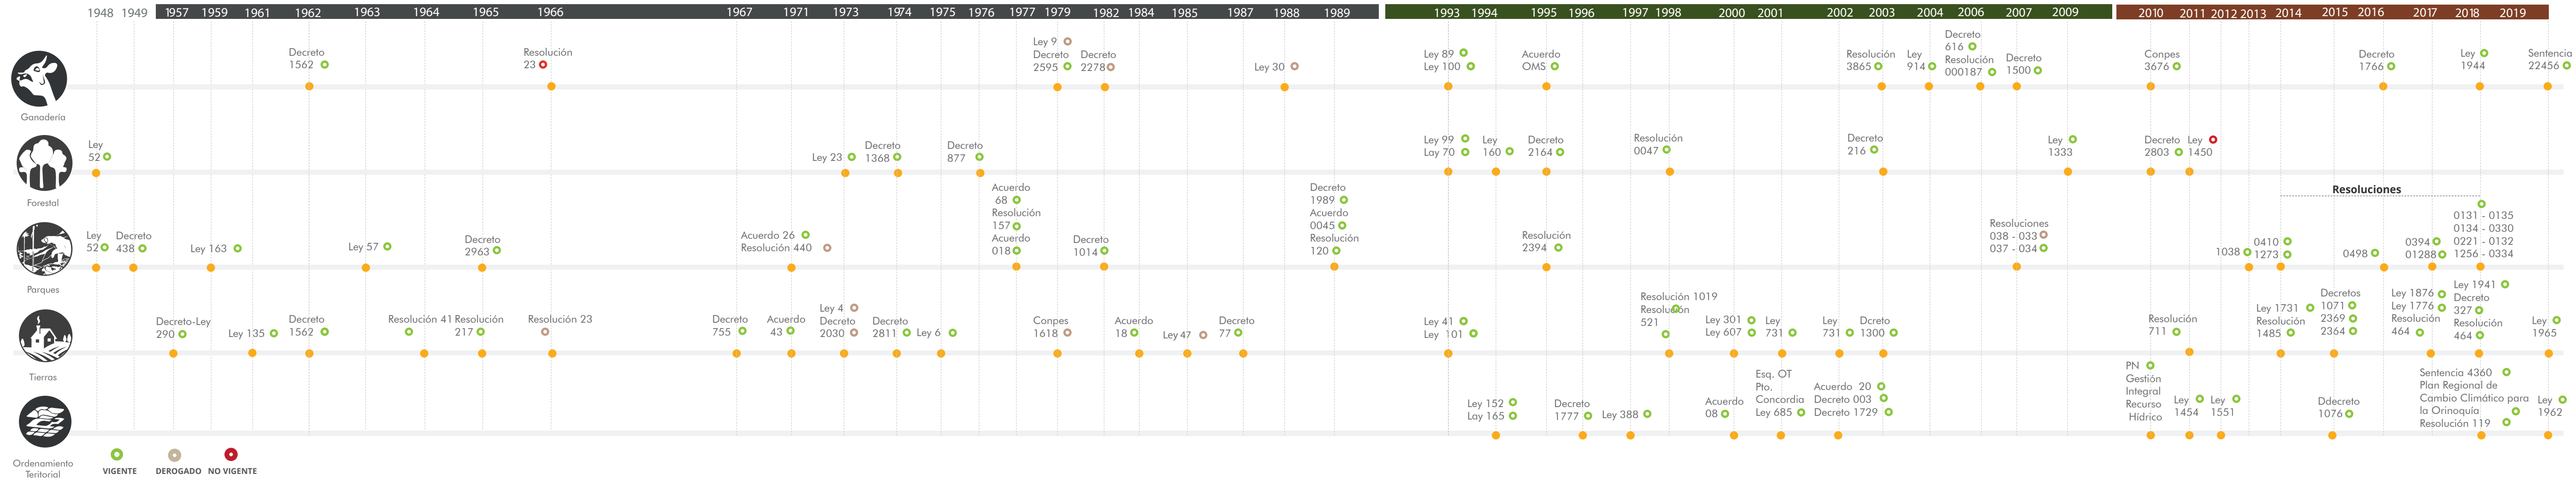 1948 1949 1957 1959 1961 1962 1963 1964 1965 1966 1967 1971 1973 1974 1975 1976 1977 1979 1982 1984 1985 1987 1988 1989 1993 1994 1995 1996 1997 1998 2000 2001 2002 2003 2004 2006 2007 2009 2010 2011 2012 2013 2014 2015 2016 2017 2018 2019
Ganadería
Decreto
1562
Resolución
23
Ley 9
Decreto
2595
Decreto
2278
Ley 30
Ley 89
Ley 100
Acuerdo
OMS
Resolución
3865
Ley
914
Decreto
616
Resolución
000187
Decreto
1500
Conpes
3676
Decreto
1766
Ley
1944
Sentencia
22456
Forestal
Ley
52
Ley 23
Decreto
1368
Decreto
877
Ley 99
Lay 70
Ley
160
Decreto
2164
Resolución
0047
Decreto
216
Ley
1333
Decreto
2803
Ley
1450
Parques
Ley
52
Decreto
438
Ley 163
Ley 57
Decreto
2963
Acuerdo 26
Resolución 440
Acuerdo
68
Resolución
157
Acuerdo
018
Decreto
1014
Decreto
1989
Acuerdo
0045
Resolución
120
Resolución
2394
Resoluciones
038 - 033
037 - 034
Resoluciones
1038
0410
1273
0498
0394
01288
0131 - 0135
0134 - 0330
0221 - 0132
1256 - 0334
Tierras
Decreto-Ley
290
Ley 135
Decreto
1562
Resolución 41
Resolución
217
Resolución 23
Decreto
755
Acuerdo
43
Ley 4
Decreto
2030
Decreto
2811
Ley 6
Conpes
1618
Acuerdo
18
Ley 47
Decreto
77
Ley 41
Ley 101
Resolución 1019
Resolución
521
Ley 301
Ley 607
Ley
731
Ley
731
Dcreto
1300
Resolución
711
Ley 1731
Resolución
1485
Decretos
1071
2369
2364
Ley 1876
Ley 1776
Resolución
464
Ley 1941
Decreto
327
Resolución
464
Ley
1965
Ordenamiento
Teritorial
Ley 152
Lay 165
Decreto
1777
Ley 388
Acuerdo
08
Esq. OT
Pto.
Concordia
Ley 685
Acuerdo 20
Decreto 003
Decreto 1729
PN
Gestión
Integral
Recurso
Hídrico
Ley
1454
Ley
1551
Ddecreto
1076
Sentencia 4360
Plan Regional de
Cambio Climático para
la Orinoquía
Resolución 119
Ley
1962
VIGENTE DEROGADO NO VIGENTE